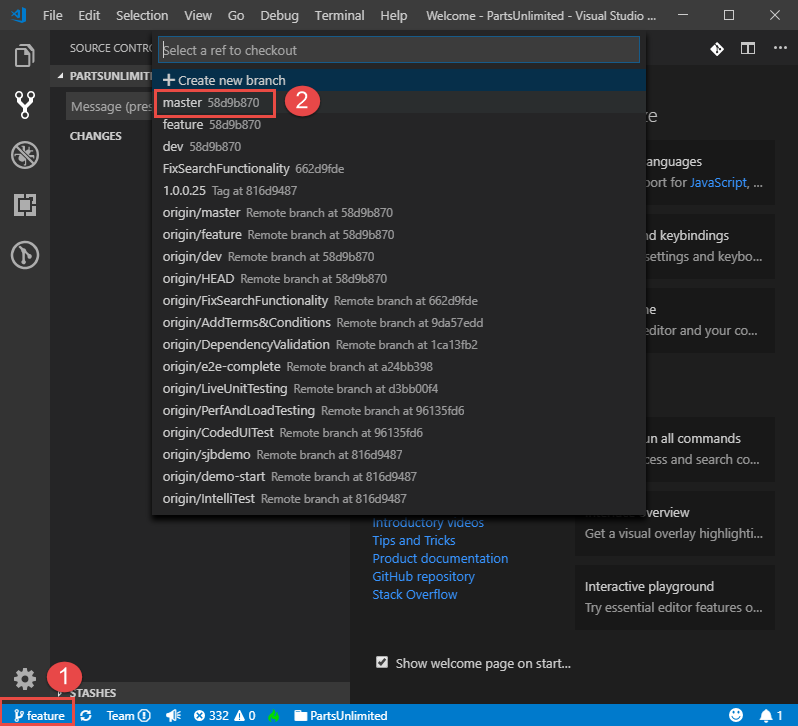 File Edit Selection View Go Debug Terminal Help Welcome - PartsUnlimited - Visual Studio ...
SOURCE CONTRO
Select a ref to checkout
PARTSUNLIMITI
Create new branch
Message (pres
master 58d9b870
2
feature 58d9b870
CHANGES
dev 58d9b870
FixSearchFunctionality 662d9fde
anguages
1.0.0.25 Tag at 816d9487
port for JavaScript, ...
origin/master Remote branch at 58d9b870
origin/feature Remote branch at 58d9b870
nd keybindings
origin/dev Remote branch at 58d9b870
settings and keybo...
origin/HEAD Remote branch at 58d9b870
origin/FixSearchFunctionality Remote branch at 662d9fde
ne
origin/AddTerms&Conditions Remote branch at 9da57edd
editor and your co...
origin/DependencyValidation Remote branch at 1ca13fb2
origin/e2e-complete Remote branch at a24bb398
origin/LiveUnitTesting Remote branch at d3bb00f4
origin/PerfAndLoadTesting Remote branch at 96135fd6
origin/CodedUITest Remote branch at 96135fd6
un all commands
origin/sjbdemo Remote branch at 816d9487
cess and search co...
origin/demo-start Remote branch at 816d9487
origin/IntelliTest Remote branch at 816d9487
erview
Introductory videos
Get a visual overlay highlighti...
Tips and Tricks
Product documentation
GitHub repository
Interactive playground
Stack Overflow
Try essential editor features o...
Show welcome page on start...
1
STASHES
feature Team 332 0 PartsUnlimited 1